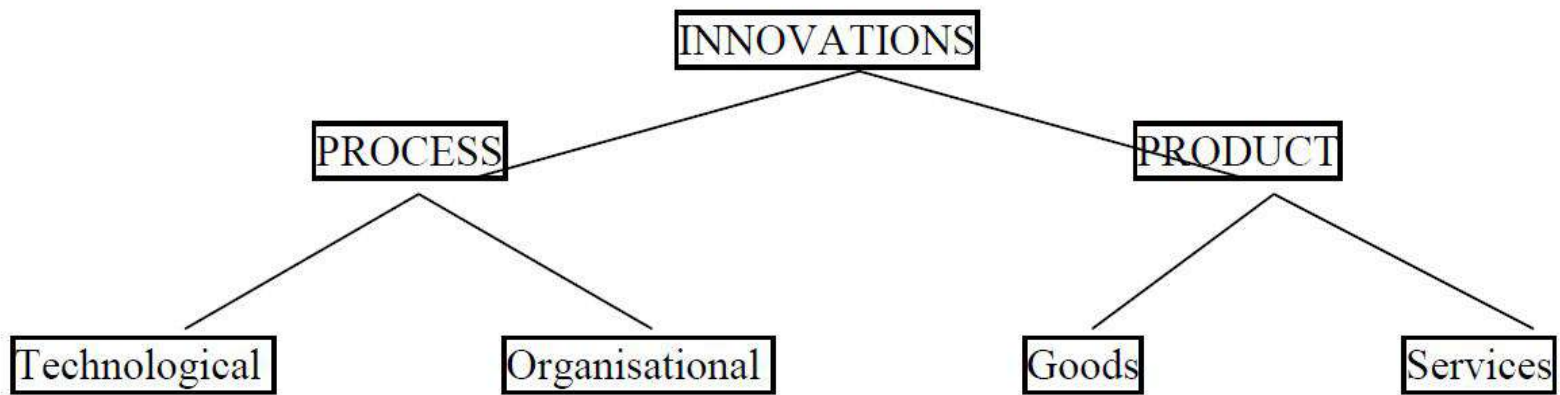 INNOVATIONS
PROCESS
PRODUCT
Technological
Organisational
Goods
Services